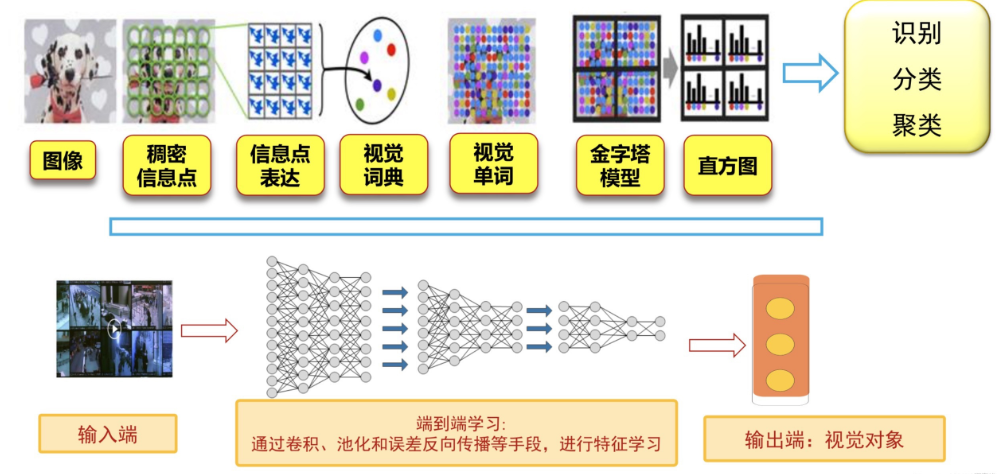 图像
稠密
信息点
信息点
表达
视觉
词典
视觉
单词
金字塔
模型
直方图
识别
分类
聚类
输入端
端到端学习:
通过卷积、池化和误差反向传播等手段，进行特征学习
输出端：视觉对象